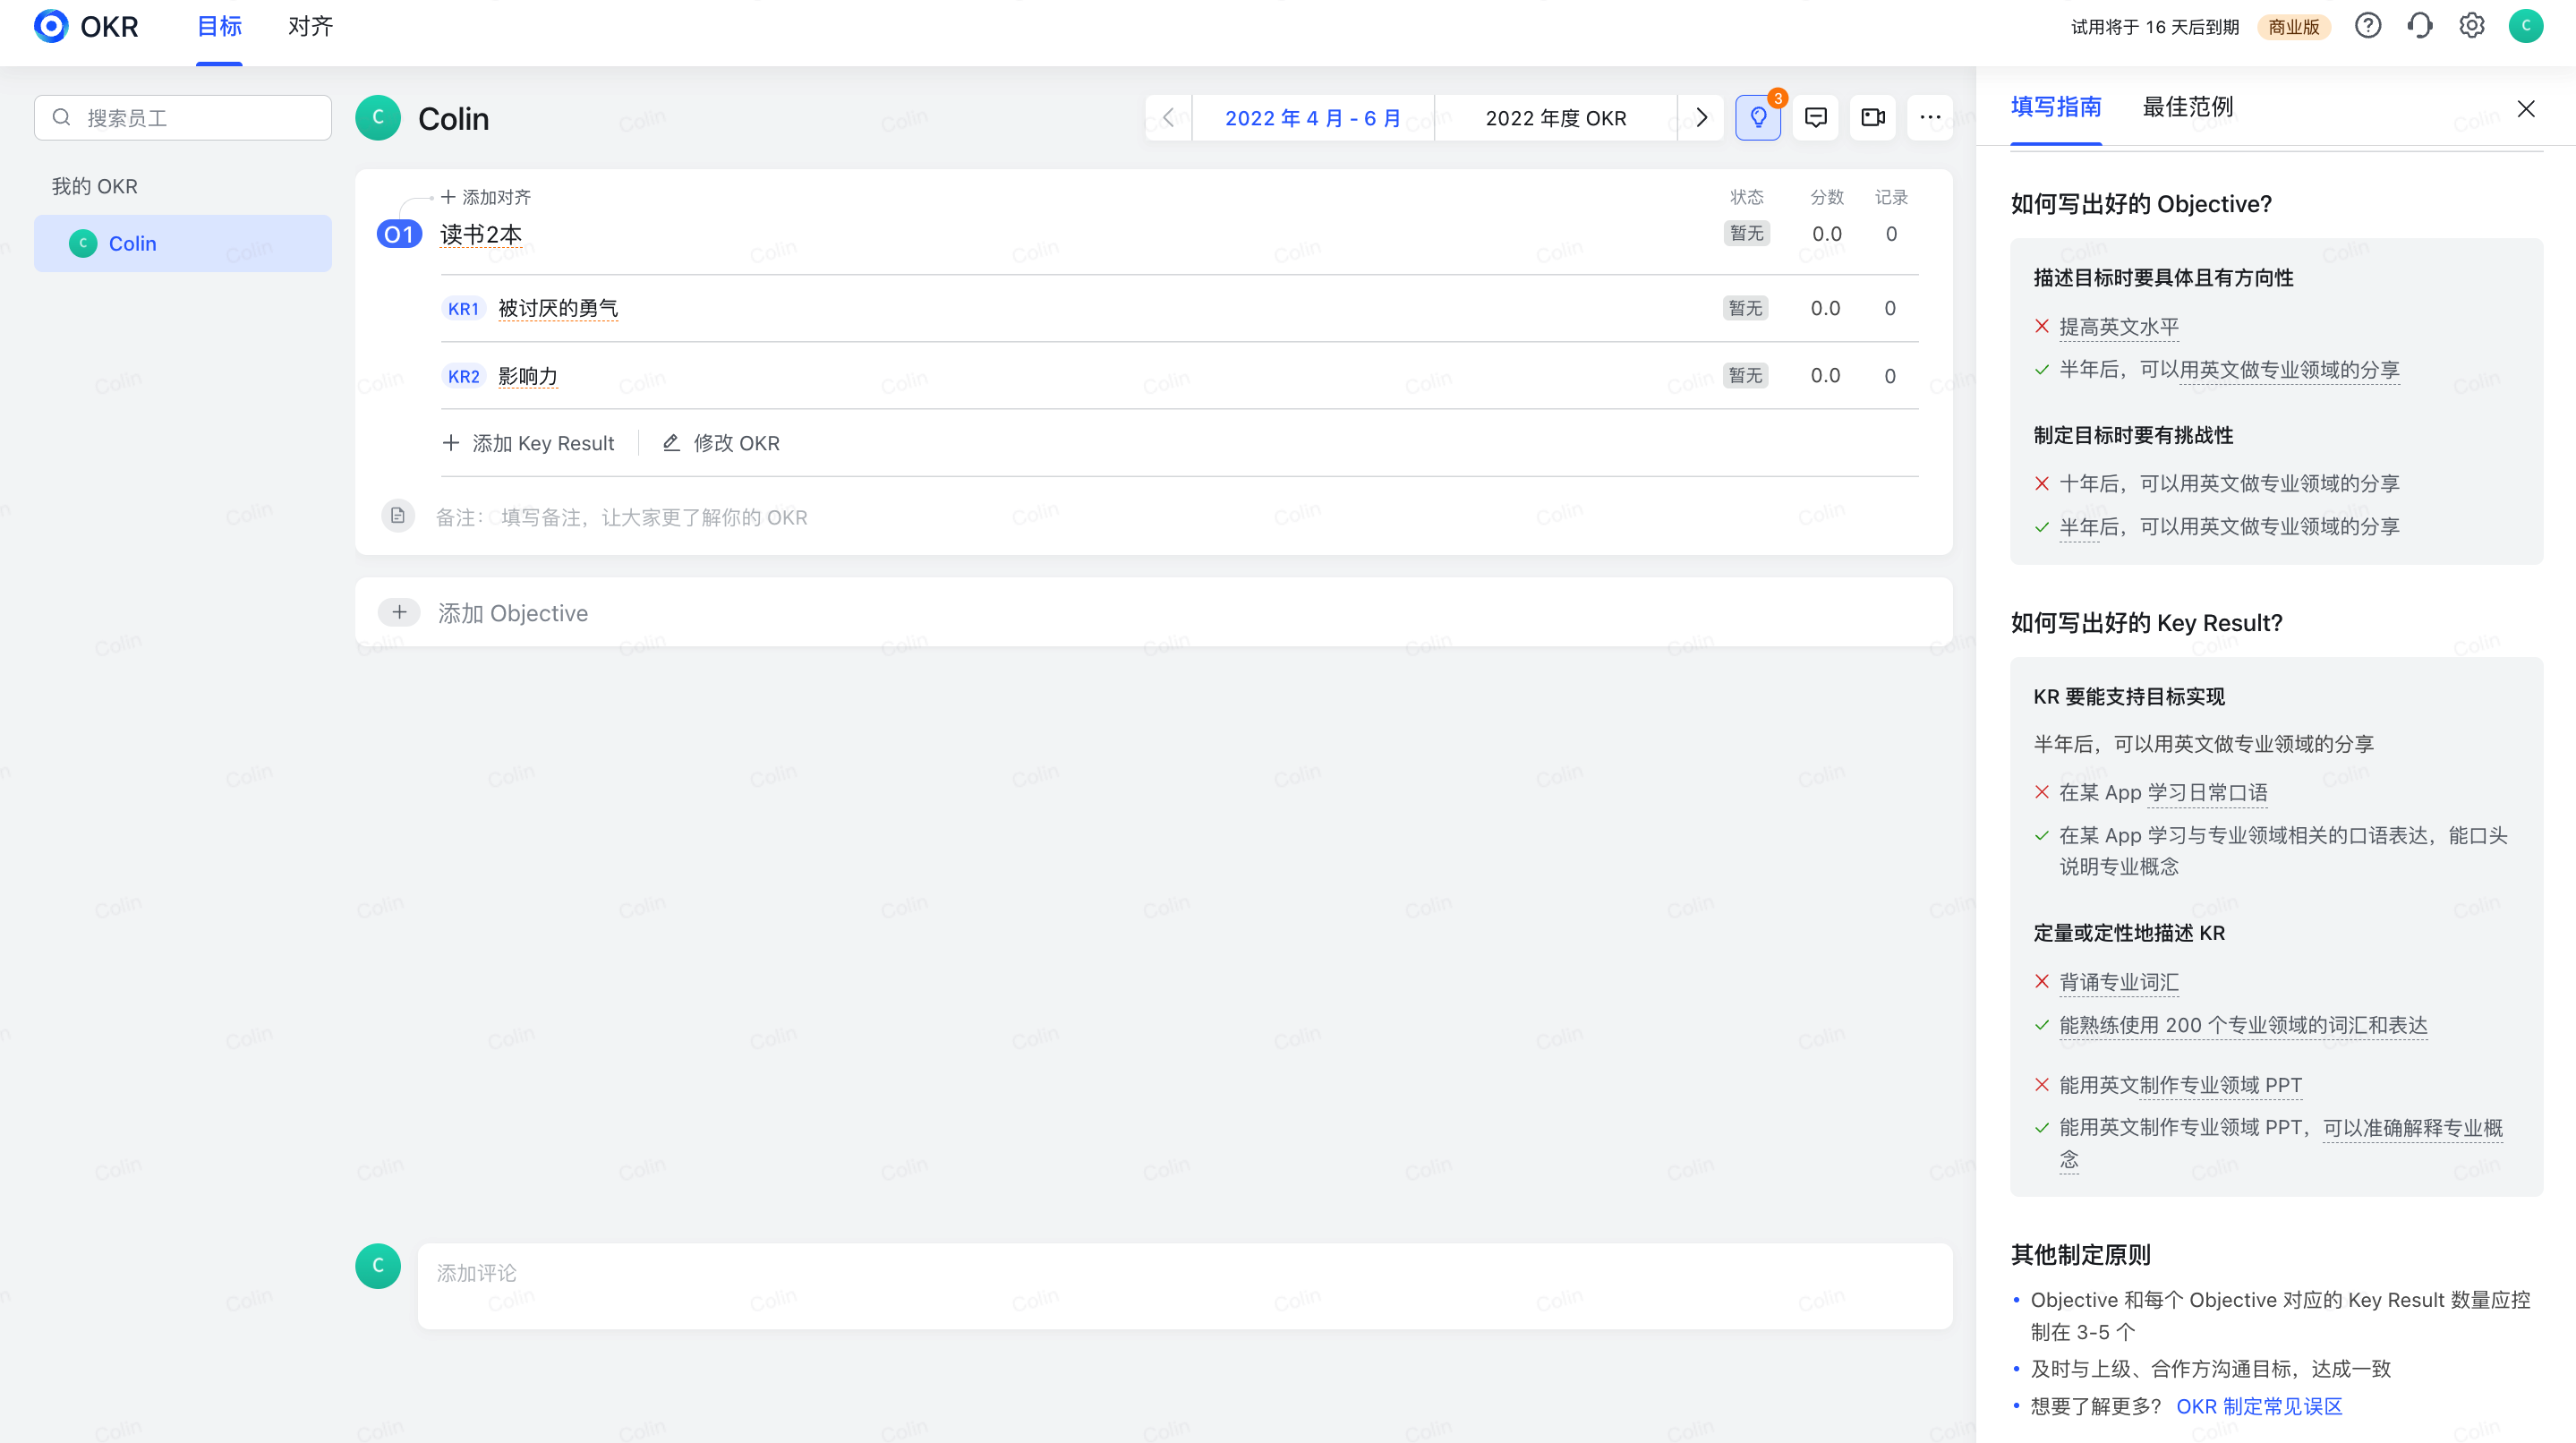 OKR
目标
对齐
试用将于 16 天后到期
商业版
C
搜索员工
我的 OKR
C
Colin
C
Colin
2022 年 4 月 - 6 月
2022 年度 OKR
3
添加对齐
状态
分数
记录
O1
读书2本
暂无
0.0
0
KR1
被讨厌的勇气
暂无
0.0
0
KR2
影响力
暂无
0.0
0
添加 Key Result
修改 OKR
备注：
填写备注，让大家更了解你的 OKR
添加 Objective
C
添加评论
填写指南
最佳范例
如何写出好的 Objective?
描述目标时要具体且有方向性
提高英文水平
半年后，可以用英文做专业领域的分享
制定目标时要有挑战性
十年后，可以用英文做专业领域的分享
半年后，可以用英文做专业领域的分享
如何写出好的 Key Result?
KR 要能支持目标实现
半年后，可以用英文做专业领域的分享
在某 App 学习日常口语
在某 App 学习与专业领域相关的口语表达，能口头
说明专业概念
定量或定性地描述 KR
背诵专业词汇
能熟练使用 200 个专业领域的词汇和表达
能用英文制作专业领域 PPT
能用英文制作专业领域 PPT，可以准确解释专业概
念
其他制定原则
• Objective 和每个 Objective 对应的 Key Result 数量应控
制在 3-5 个
• 及时与上级、合作方沟通目标，达成一致
• 想要了解更多？ OKR 制定常见误区